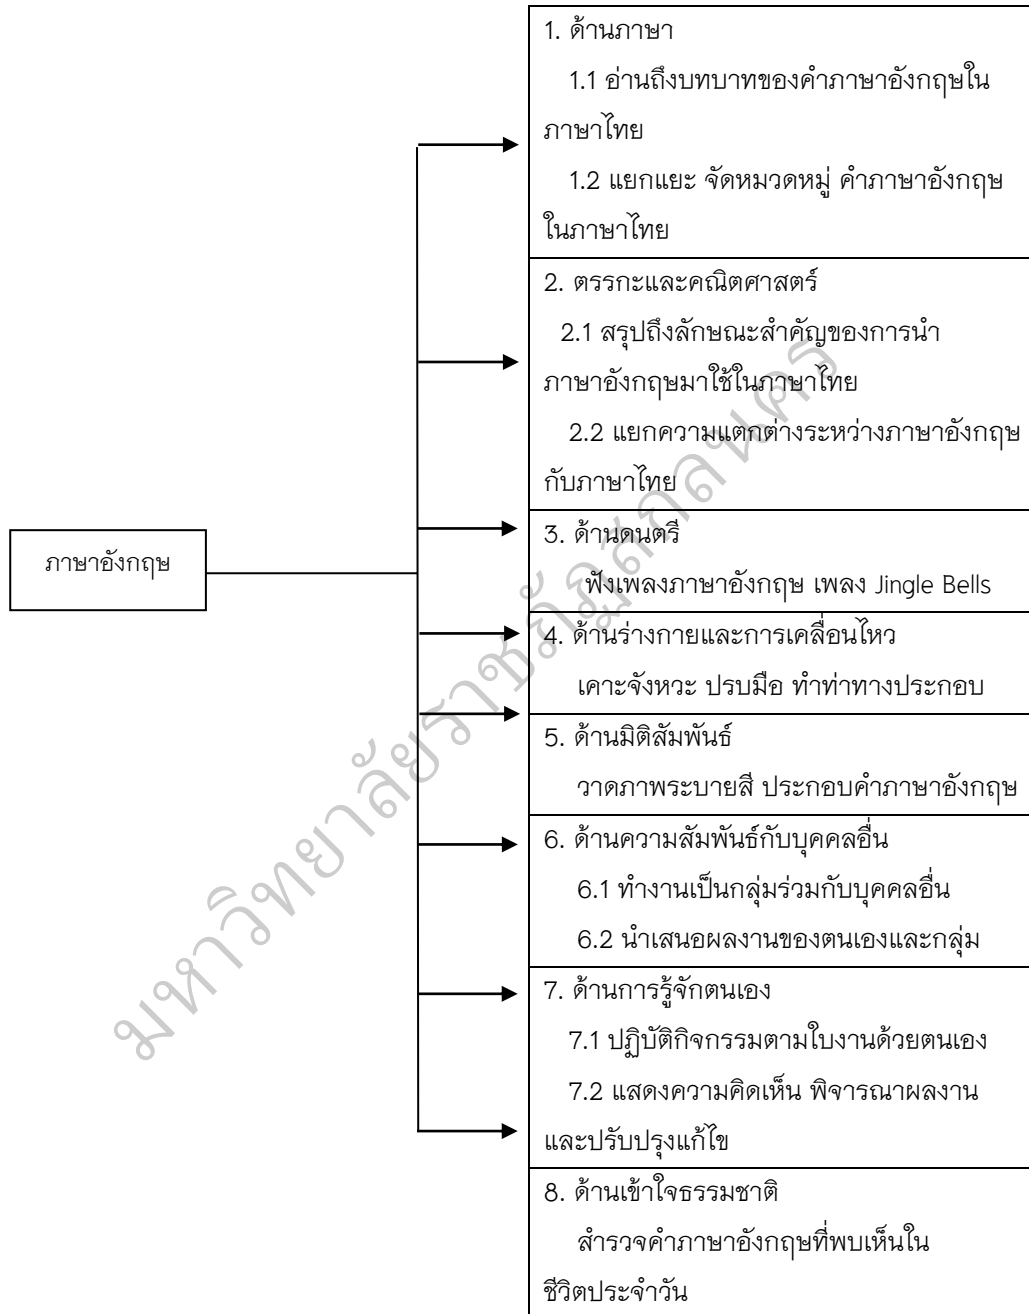 1. ด้านภาษา
1.1 อ่านถึงบทบาทของคำภาษาอังกฤษใน
ภาษาไทย
1.2 แยกแยะ จัดหมวดหมู่ คำภาษาอังกฤษ
ในภาษาไทย
2. ตรรกะและคณิตศาสตร์
2.1 สรุปถึงลักษณะสำคัญของการนำ
ภาษาอังกฤษมาใช้ในภาษาไทย
2.2 แยกความแตกต่างระหว่างภาษาอังกฤษ
กับภาษาไทย
ภาษาอังกฤษ
3. ด้านดนตรี
ฟังเพลงภาษาอังกฤษ เพลง Jingle Bells
4. ด้านร่างกายและการเคลื่อนไหว
เคาะจังหวะ ปรบมือ ทำท่าทางประกอบ
5. ด้านมิติสัมพันธ์
วาดภาพระบายสี ประกอบคำภาษาอังกฤษ
6. ด้านความสัมพันธ์กับบุคคลอื่น
6.1 ทำงานเป็นกลุ่มร่วมกับบุคคลอื่น
6.2 นำเสนอผลงานของตนเองและกลุ่ม
7. ด้านการรู้จักตนเอง
7.1 ปฏิบัติกิจกรรมตามใบงานด้วยตนเอง
7.2 แสดงความคิดเห็น พิจารณาผลงาน
และปรับปรุงแก้ไข
8. ด้านเข้าใจธรรมชาติ
สำรวจคำภาษาอังกฤษที่พบเห็นใน
ชีวิตประจำวัน
มหาวิทยาลัยราชภัฏสกลนคร